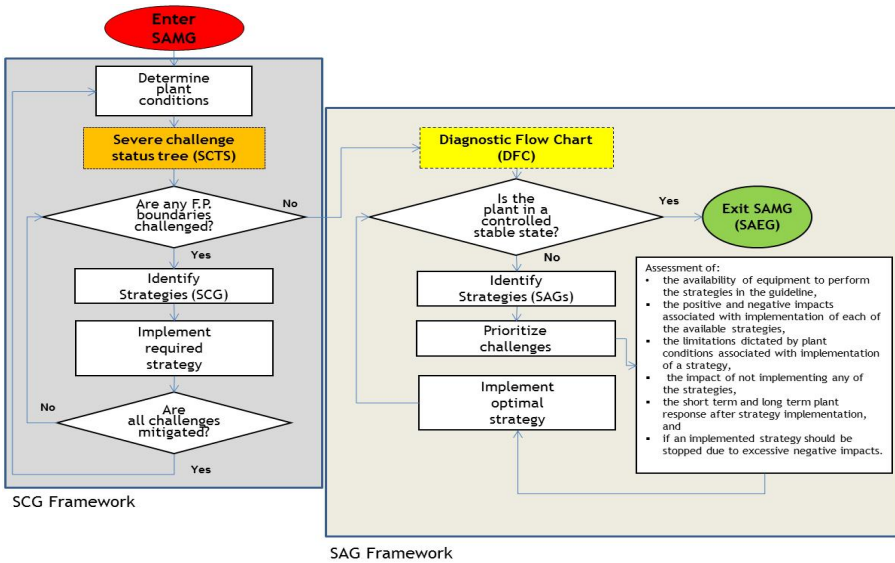 Enter
SAMG
Determine
plant
conditions
Severe challenge
status tree (SCTS)
Are any F.P.
boundaries
challenged?
No
Yes
Identify
Strategies (SCG)
Implement
required
strategy
No
Are
all challenges
mitigated?
Yes
SCG Framework
Diagnostic Flow Chart
(DFC)
Is the
plant in a
controlled
stable state?
Yes
Exit SAMG
(SAEG)
No
Identify
Strategies (SAGs)
Prioritize
challenges
Implement
optimal
strategy
Assessment of:
• the availability of equipment to perform
the strategies in the guideline,
▪ the positive and negative impacts
associated with implementation of each of
the available strategies,
▪ the limitations dictated by plant
conditions associated with implementation
of a strategy,
▪ the impact of not implementing any of
the strategies,
▪ the short term and long term plant
response after strategy implementation,
and
▪ if an implemented strategy should be
stopped due to excessive negative impacts.
SAG Framework